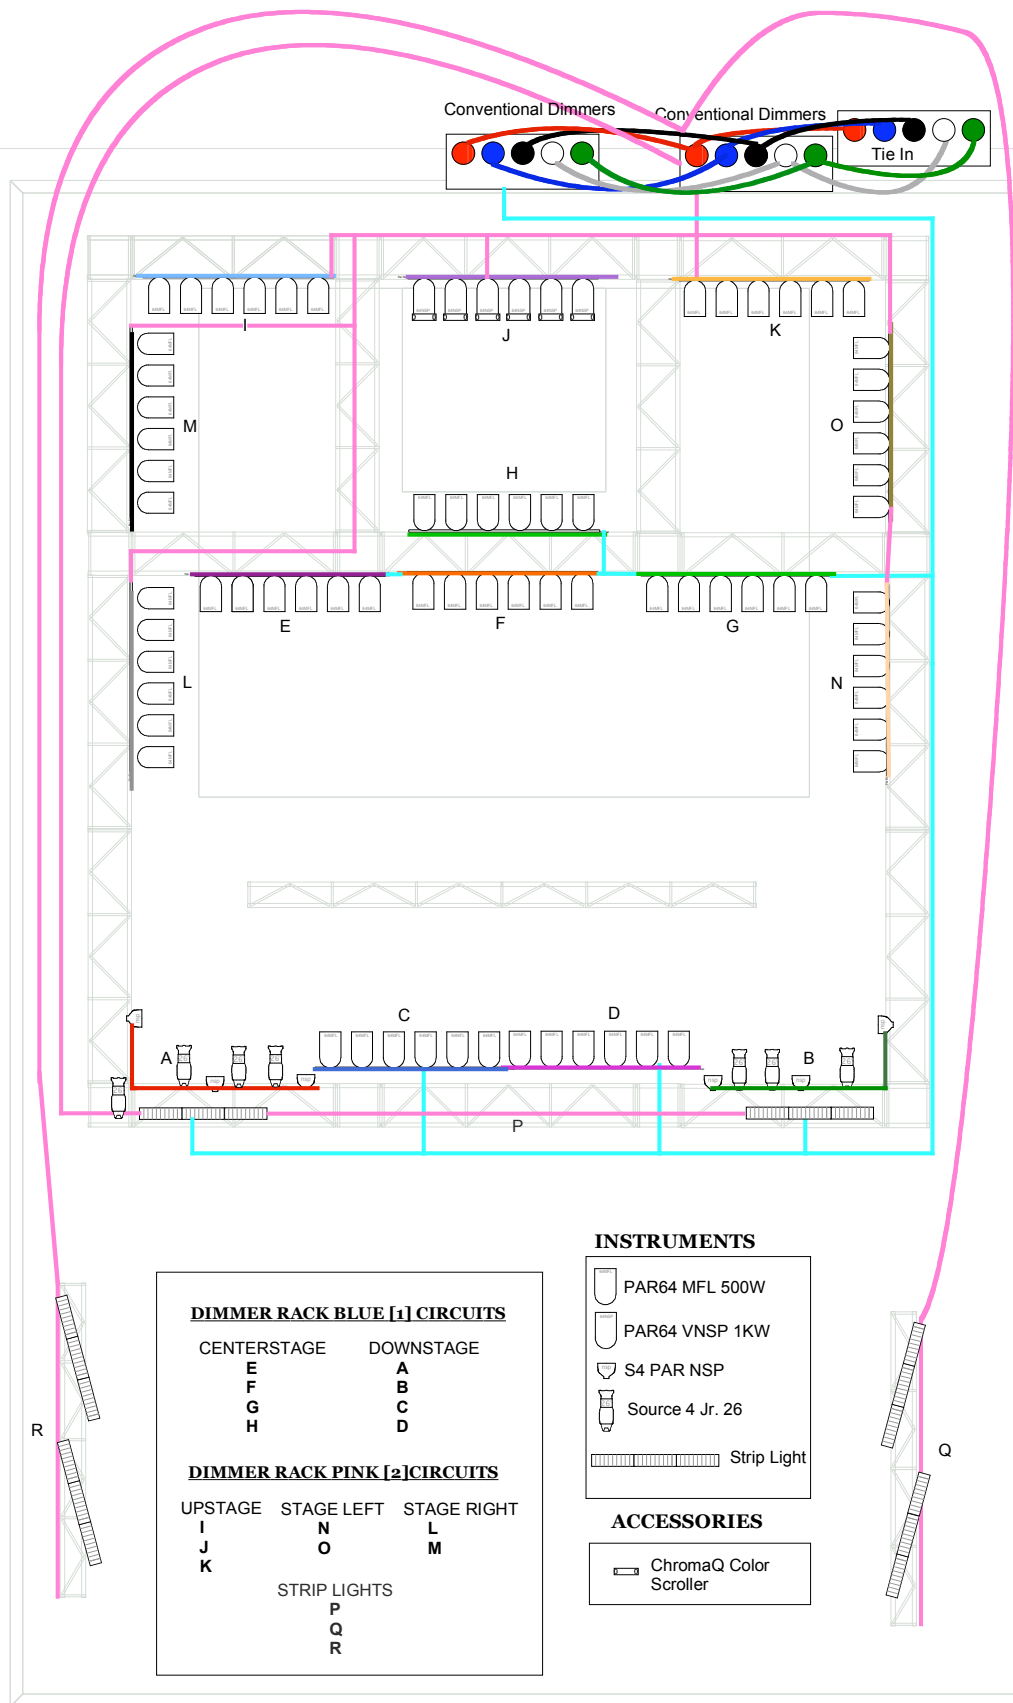 Conventional Dimmers
Conventional Dimmers
Tie In
I
J
K
M
O
H
E
F
G
L
N
C
D
A
B
P
R
Q
DIMMER RACK BLUE [1] CIRCUITS
CENTERSTAGE DOWNSTAGE
E A
F B
G C
H D
DIMMER RACK PINK [2]CIRCUITS
UPSTAGE STAGE LEFT STAGE RIGHT
I N L
J O M
K
STRIP LIGHTS
P
Q
R
INSTRUMENTS
PAR64 MFL 500W
PAR64 VNSP 1KW
S4 PAR NSP
Source 4 Jr. 26
Strip Light
ACCESSORIES
ChromaQ Color
Scroller